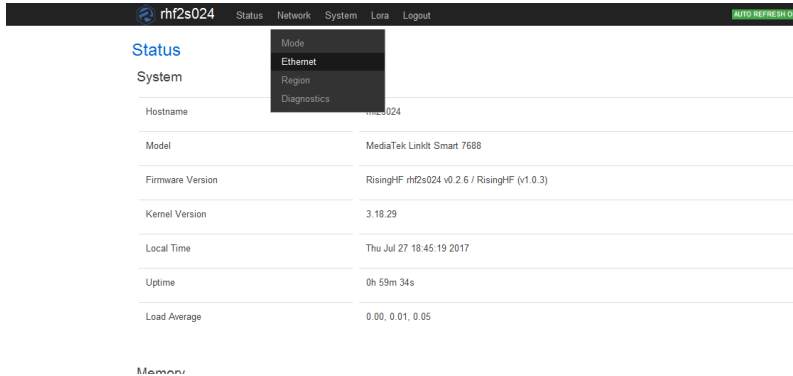 rhf2s024 Status Network System Lora Logout AUTO REFRESH
Mode
Ethernet
Region
Diagnostics
Status
System
Hostname
Model MediaTek LinkIt Smart 7688
Firmware Version RisingHF rhf2s024 v0.2.6 / RisingHF (v1.0.3)
Kernel Version 3.18.29
Local Time Thu Jul 27 18:45:19 2017
Uptime 0h 59m 34s
Load Average 0.00, 0.01, 0.05